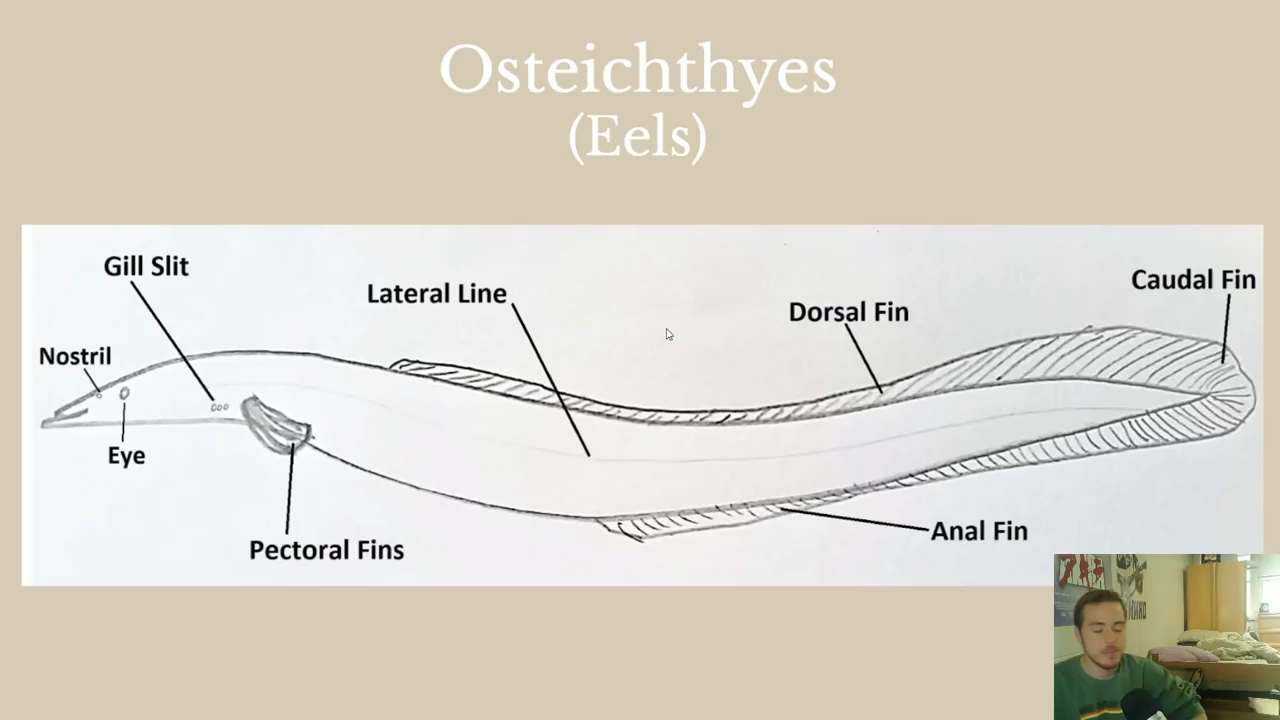 Osteichthyes
(Eels)
Gill Slit
Lateral Line
Caudal Fin
Dorsal Fin
Nostril
Eye
Pectoral Fins
Anal Fin